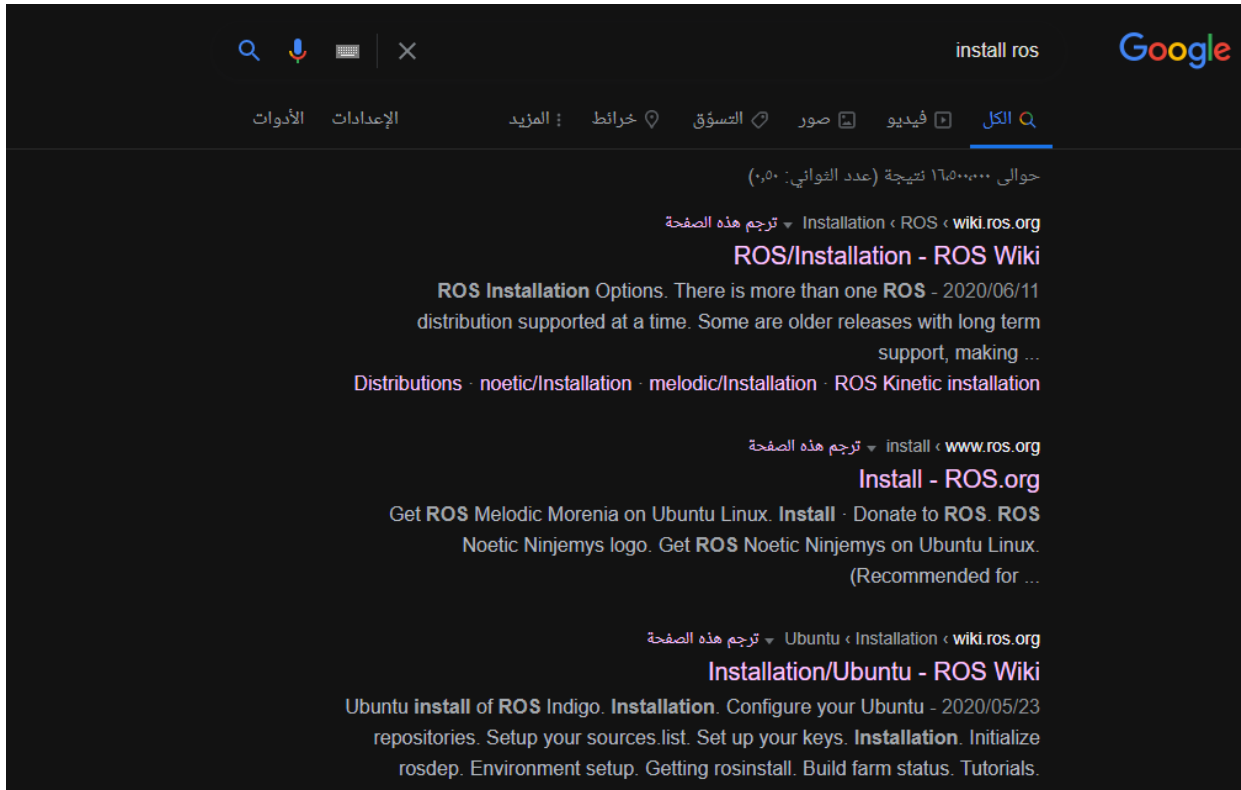 install ros
Google
الكل فيديو صور التسوّق خرائط المزيد الإعدادات الأدوات
حوالى ١٦،٥٠٠،٠٠٠ نتيجة (عدد الثواني: ٠,٥٠)
wiki.ros.org › ROS › Installation ترجم هذه الصفحة
ROS/Installation - ROS Wiki
2020/06/11 - ROS Installation Options. There is more than one ROS
distribution supported at a time. Some are older releases with long term
support, making ...
Distributions · noetic/Installation · melodic/Installation · ROS Kinetic installation
www.ros.org › install ترجم هذه الصفحة
Install - ROS.org
Get ROS Melodic Morenia on Ubuntu Linux. Install · Donate to ROS. ROS
Noetic Ninjemys logo. Get ROS Noetic Ninjemys on Ubuntu Linux.
(Recommended for ...
wiki.ros.org › Installation › Ubuntu ترجم هذه الصفحة
Installation/Ubuntu - ROS Wiki
2020/05/23 - Ubuntu install of ROS Indigo. Installation. Configure your Ubuntu
repositories. Setup your sources.list. Set up your keys. Installation. Initialize
rosdep. Environment setup. Getting rosinstall. Build farm status. Tutorials.